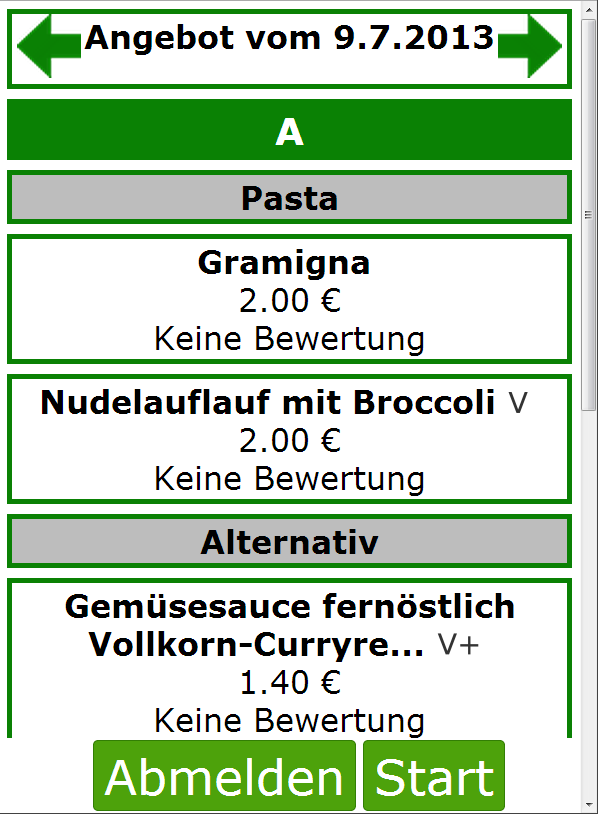 Angebot vom 9.7.2013
A
Pasta
Gramigna
2.00 €
Keine Bewertung
Nudelauflauf mit Broccoli V
2.00 €
Keine Bewertung
Alternativ
Gemüsesauce fernöstlich
Vollkorn-Curryre... V+
1.40 €
Keine Bewertung
Abmelden Start